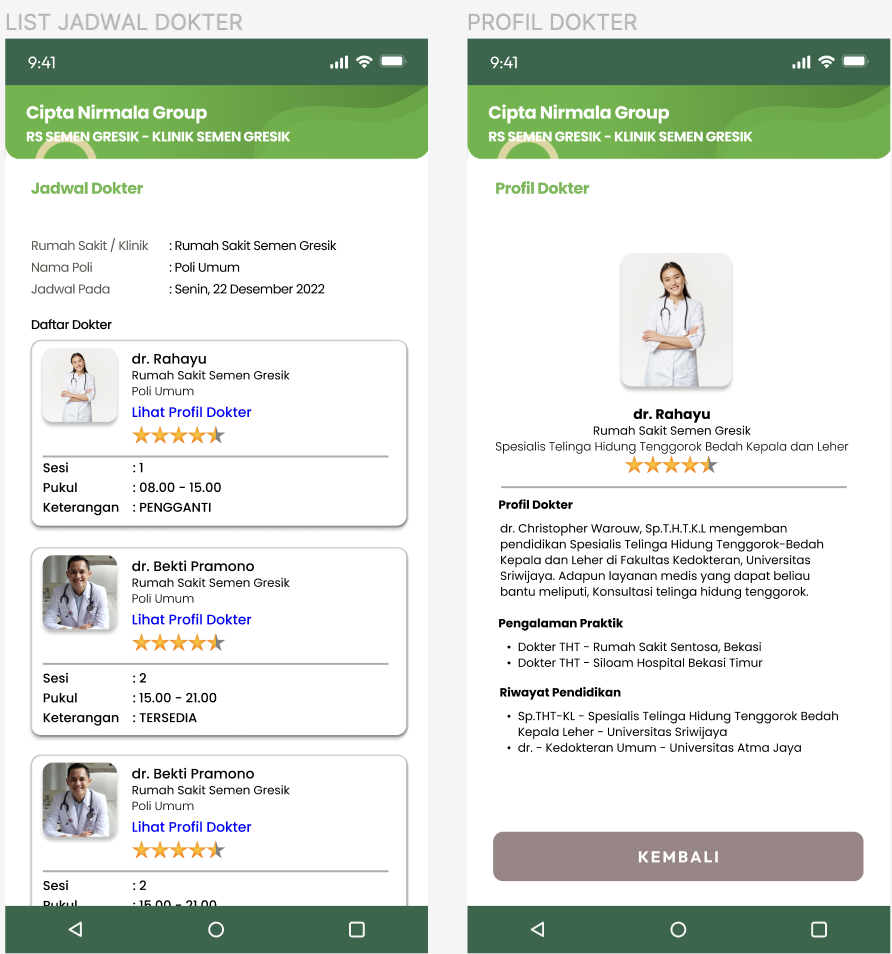 LIST JADWAL DOKTER
9:41
Cipta Nirmala Group
RS SEMEN GRESIK - KLINIK SEMEN GRESIK
Jadwal Dokter
Rumah Sakit / Klinik : Rumah Sakit Semen Gresik
Nama Poli : Poli Umum
Jadwal Pada : Senin, 22 Desember 2022
Daftar Dokter
dr. Rahayu
Rumah Sakit Semen Gresik
Poli Umum
Lihat Profil Dokter
Sesi : 1
Pukul : 08.00 - 15.00
Keterangan : PENGGANTI
dr. Bekti Pramono
Rumah Sakit Semen Gresik
Poli Umum
Lihat Profil Dokter
Sesi : 2
Pukul : 15.00 - 21.00
Keterangan : TERSEDIA
dr. Bekti Pramono
Rumah Sakit Semen Gresik
Poli Umum
Lihat Profil Dokter
Sesi : 2
Pukul : 15.00 - 21.00
PROFIL DOKTER
9:41
Cipta Nirmala Group
RS SEMEN GRESIK - KLINIK SEMEN GRESIK
Profil Dokter
dr. Rahayu
Rumah Sakit Semen Gresik
Spesialis Telinga Hidung Tenggorok Bedah Kepala dan Leher
Profil Dokter
dr. Christopher Warouw, Sp.T.H.T.K.L mengemban
pendidikan Spesialis Telinga Hidung Tenggorok-Bedah
Kepala dan Leher di Fakultas Kedokteran, Universitas
Sriwijaya. Adapun layanan medis yang dapat beliau
bantu meliputi, Konsultasi telinga hidung tenggorok.
Pengalaman Praktik
• Dokter THT - Rumah Sakit Sentosa, Bekasi
• Dokter THT - Siloam Hospital Bekasi Timur
Riwayat Pendidikan
• Sp.THT-KL - Spesialis Telinga Hidung Tenggorok Bedah
Kepala Leher - Universitas Sriwijaya
• dr. - Kedokteran Umum - Universitas Atma Jaya
KEMBALI